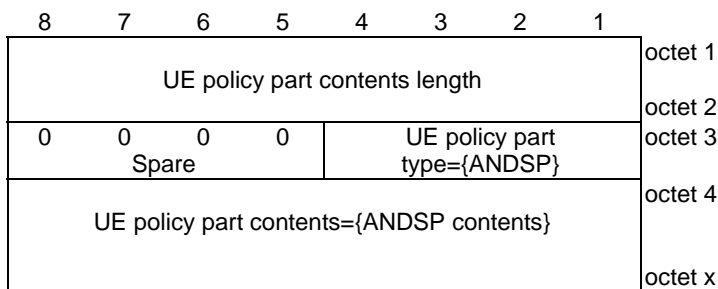 8 7 6 5 4 3 2 1
octet 1
UE policy part contents length
octet 2
0 0 0 0 UE policy part octet 3
Spare type={ANDSP}
octet 4
UE policy part contents={ANDSP contents}
octet x